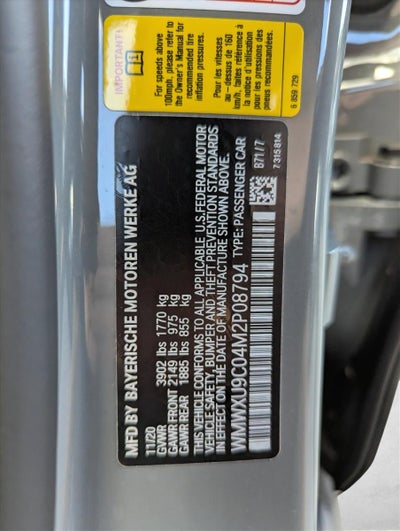 IMPORTANT!
For speeds above
100mph, please refer to
the Owner's Manual for
recommended tire
inflation pressures.
Pour les vitesses
au - dessus de 160
km/h, faites référence à
la notice d'utilisation
pour les pressions des
pneus recommandées.
6 859 729
MFD BY BAYERISCHE MOTOREN WERKE AG
11/20
GVWR 3902 lbs 1770 kg
GAWR FRONT 2149 lbs 975 kg
GAWR REAR 1885 lbs 855 kg
THIS VEHICLE CONFORMS TO ALL APPLICABLE U.S. FEDERAL MOTOR
VEHICLE SAFETY, BUMPER AND THEFT PREVENTION STANDARDS
IN EFFECT ON THE DATE OF MANUFACTURE SHOWN ABOVE.
WMWXU9C04M2P08794 TYPE: PASSENGER CAR
B71/7
7315.814